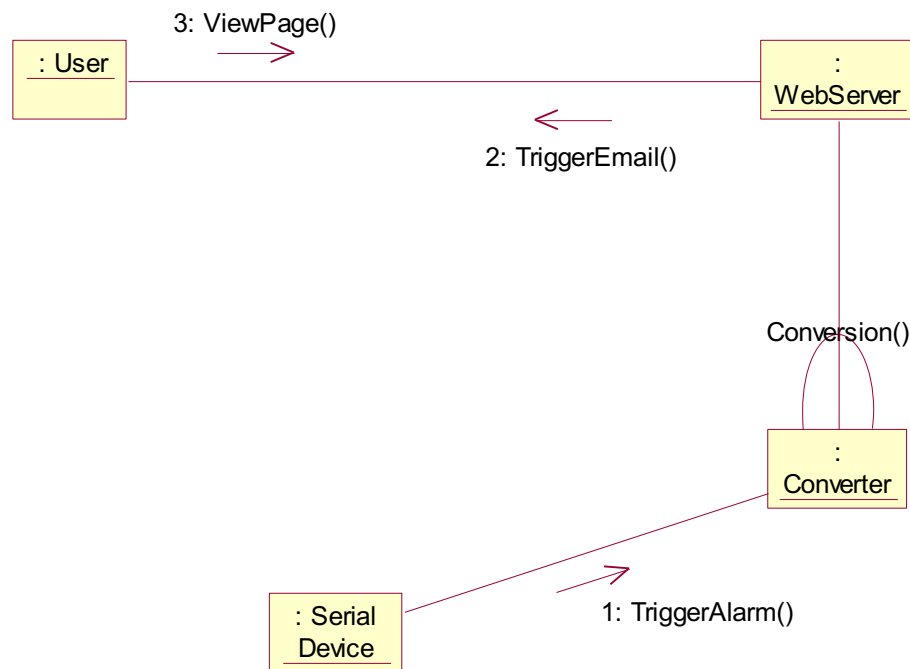 3: ViewPage()
: User
:
WebServer
2: TriggerEmail()
Conversion()
:
Converter
: Serial
Device
1: TriggerAlarm()